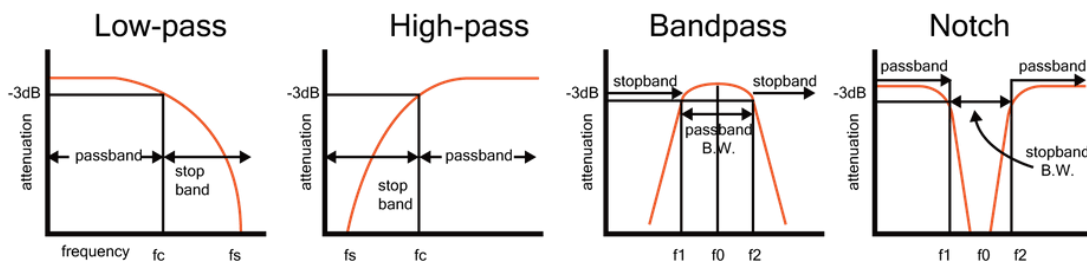 Low-pass
-3dB
attenuation
passband
stop
band
frequency
fc
fs
High-pass
-3dB
attenuation
passband
stop
band
fs
fc
Bandpass
stopband
stopband
-3dB
attenuation
passband
B.W.
f1
f0
f2
Notch
passband
passband
-3dB
attenuation
stopband
B.W.
f1
f0
f2